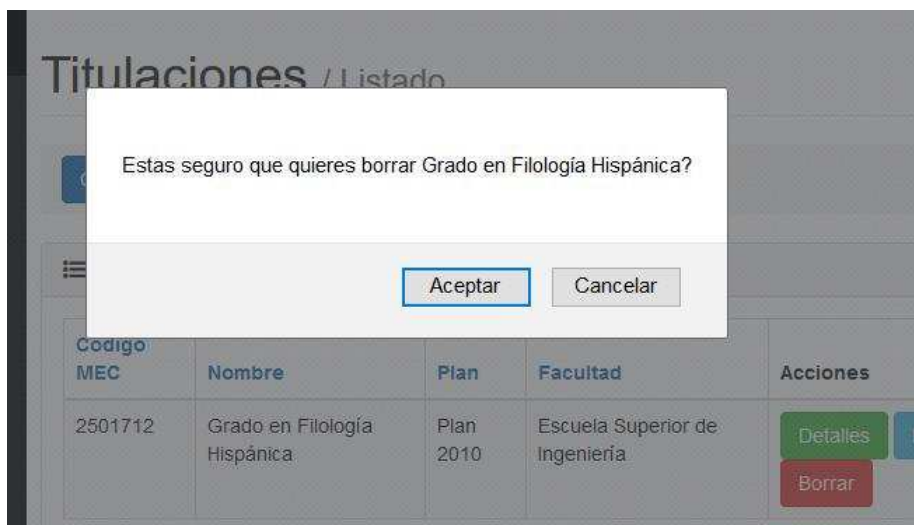 Titulaciones / Listado
Estas seguro que quieres borrar Grado en Filología Hispánica?
Aceptar Cancelar
Código
MEC Nombre Plan Facultad Acciones
2501712 Grado en Filología Plan Escuela Superior de Detalles
Hispánica 2010 Ingeniería
Borrar